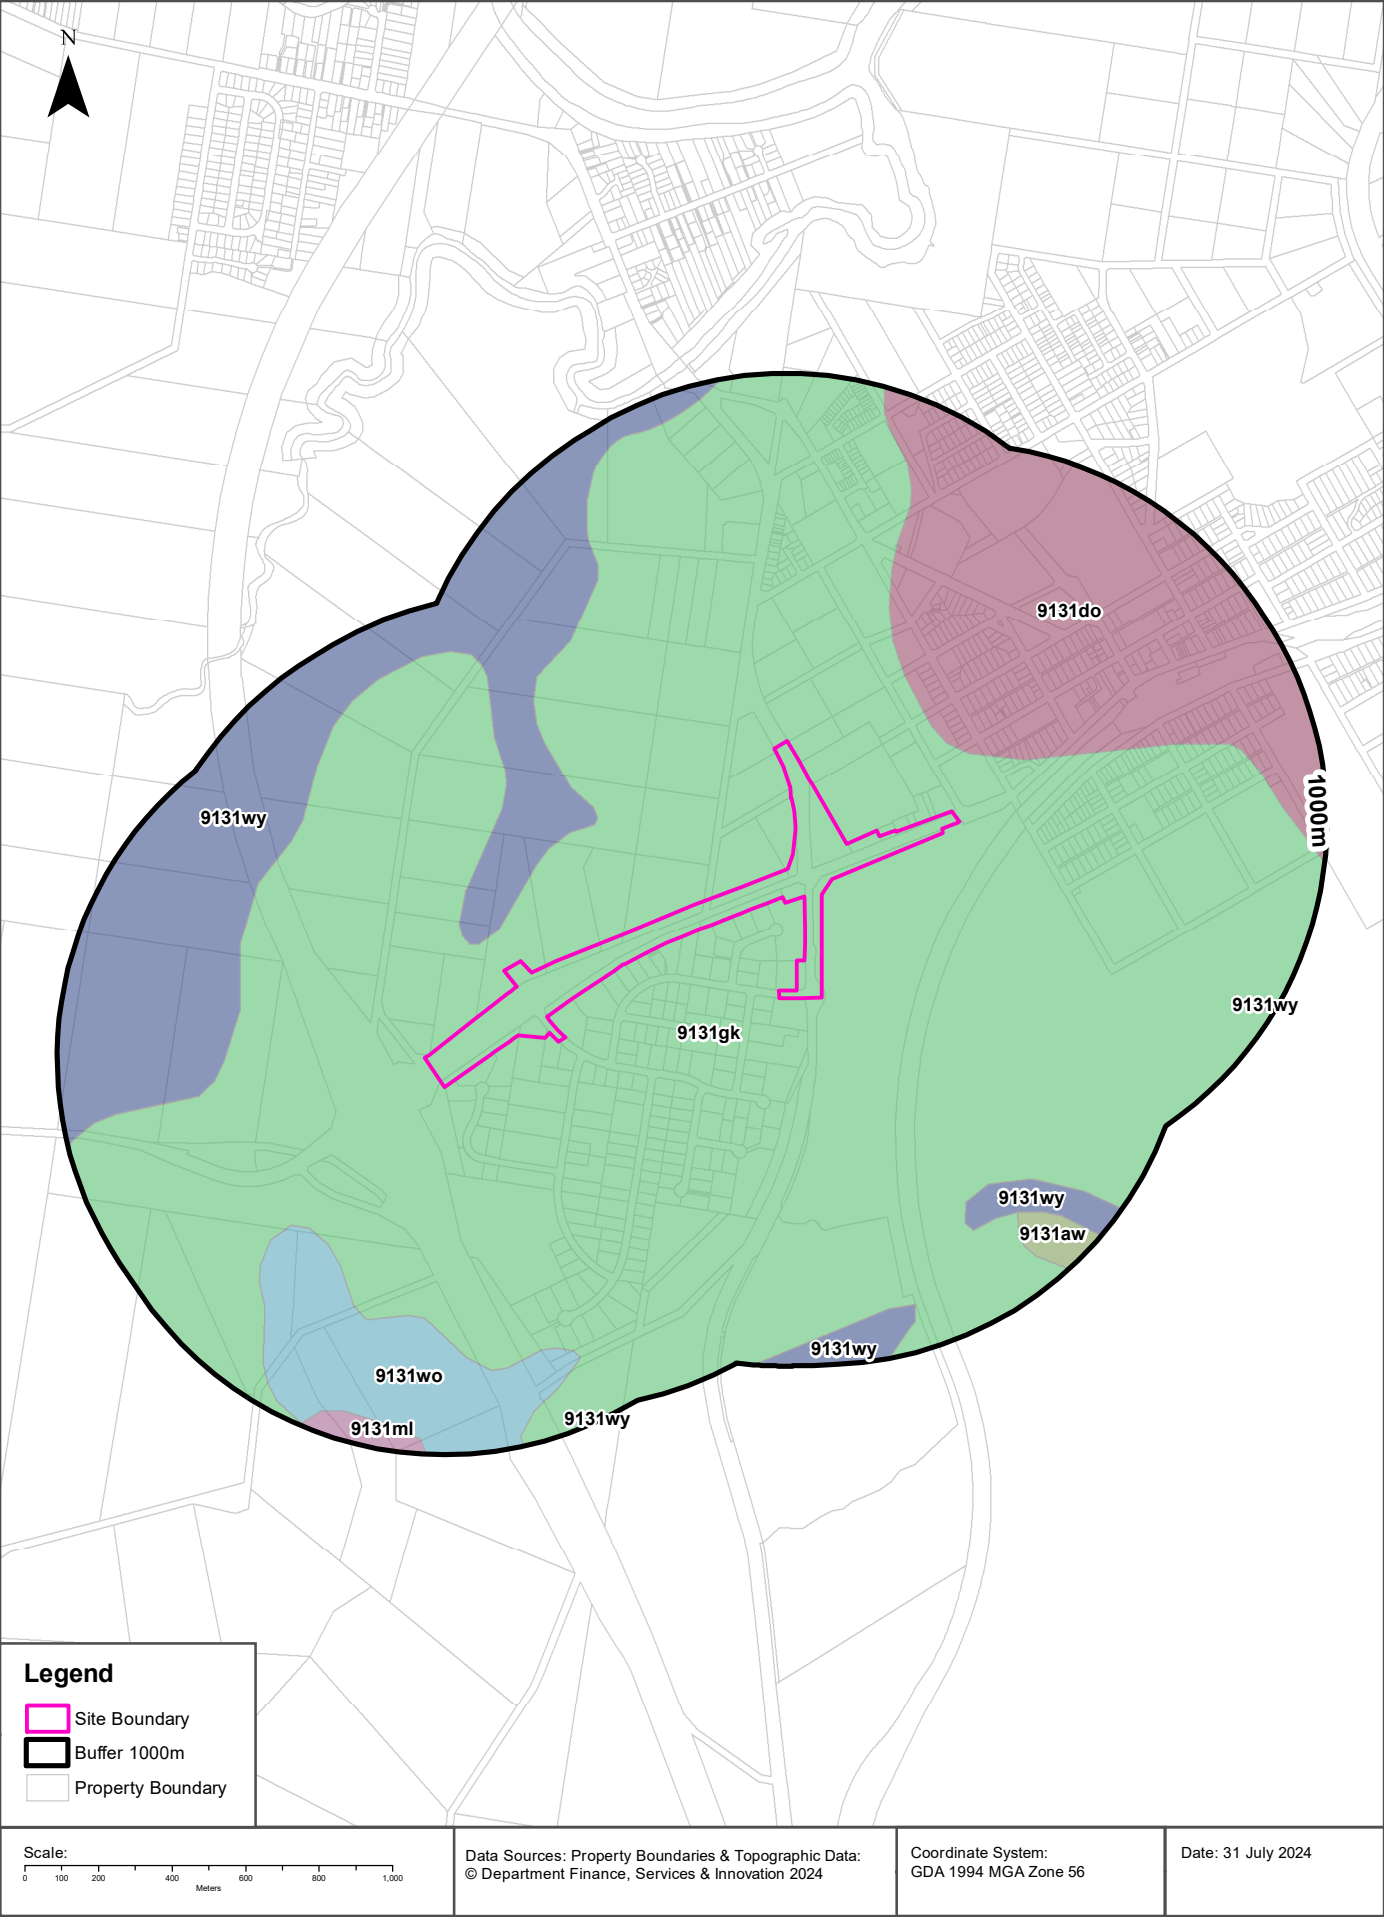 N
9131do
1000m
9131wy
9131wy
9131gk
9131wy
9131aw
9131wy
9131wo
9131wy
9131ml
Legend
Site Boundary
Buffer 1000m
Property Boundary
Scale:
0 100 200 400 600 800 1,000
Meters
Data Sources: Property Boundaries & Topographic Data:
© Department Finance, Services & Innovation 2024
Coordinate System:
GDA 1994 MGA Zone 56
Date: 31 July 2024